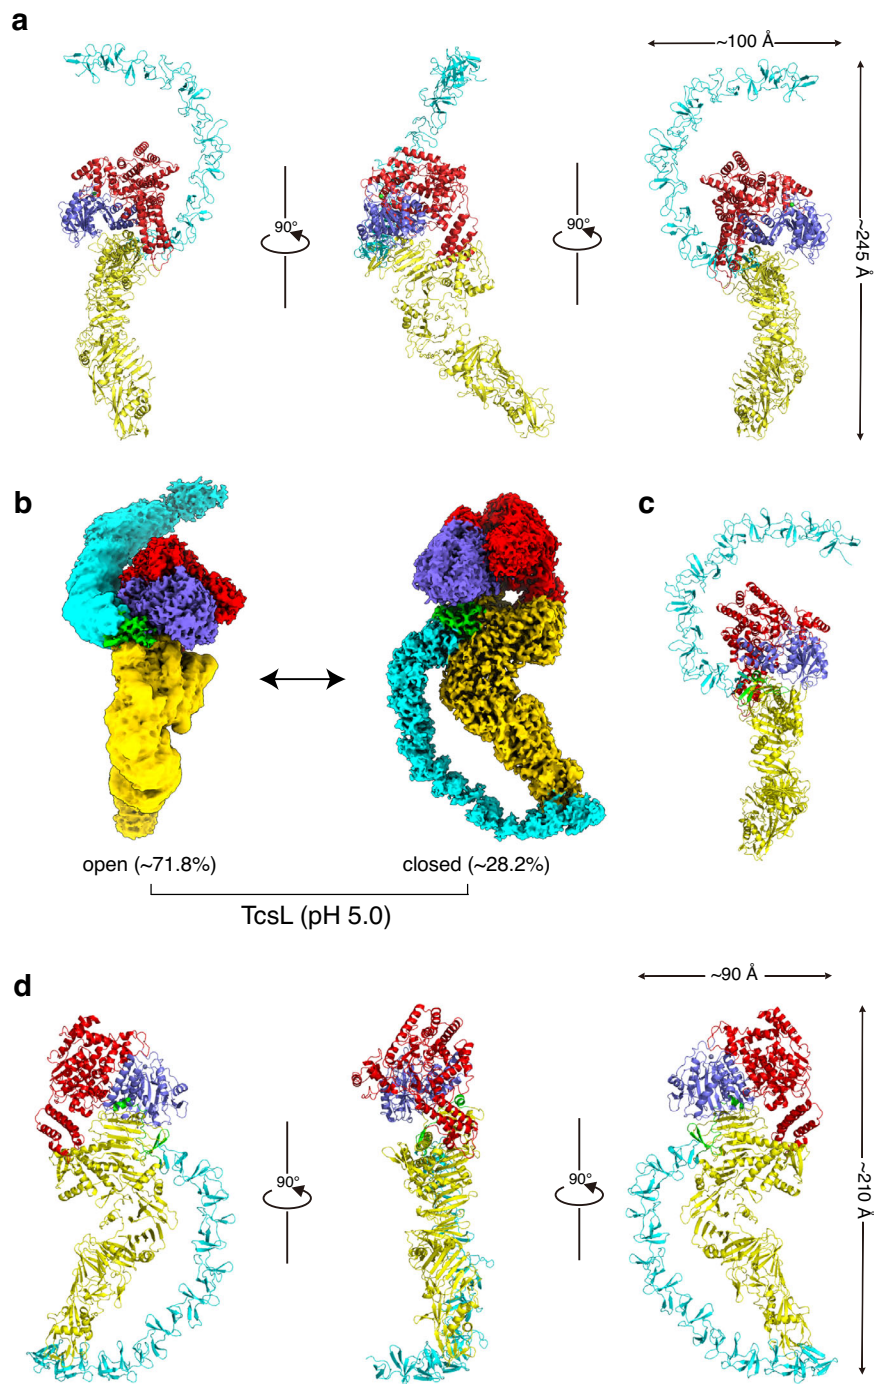 a
~100 Å
90°
90°
~245 Å
b
c
open (~71.8%)
closed (~28.2%)
TcsL (pH 5.0)
d
~90 Å
90°
90°
~210 Å